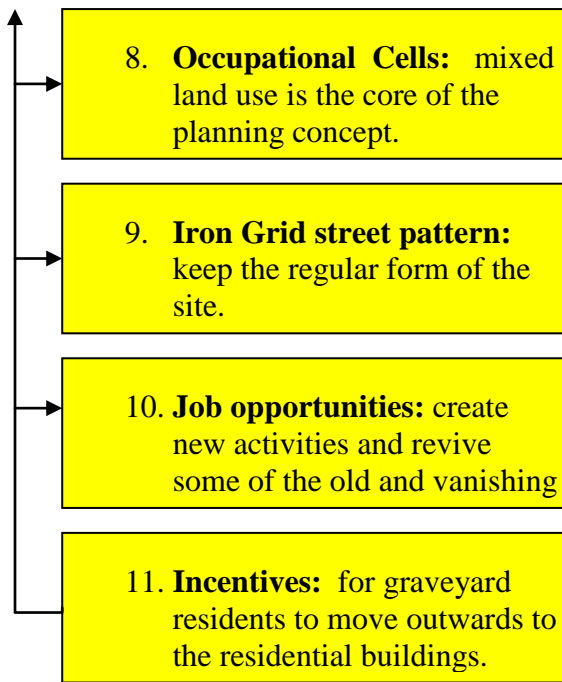 8. Occupational Cells: mixed
land use is the core of the
planning concept.
9. Iron Grid street pattern:
keep the regular form of the
site.
10. Job opportunities: create
new activities and revive
some of the old and vanishing
11. Incentives: for graveyard
residents to move outwards to
the residential buildings.